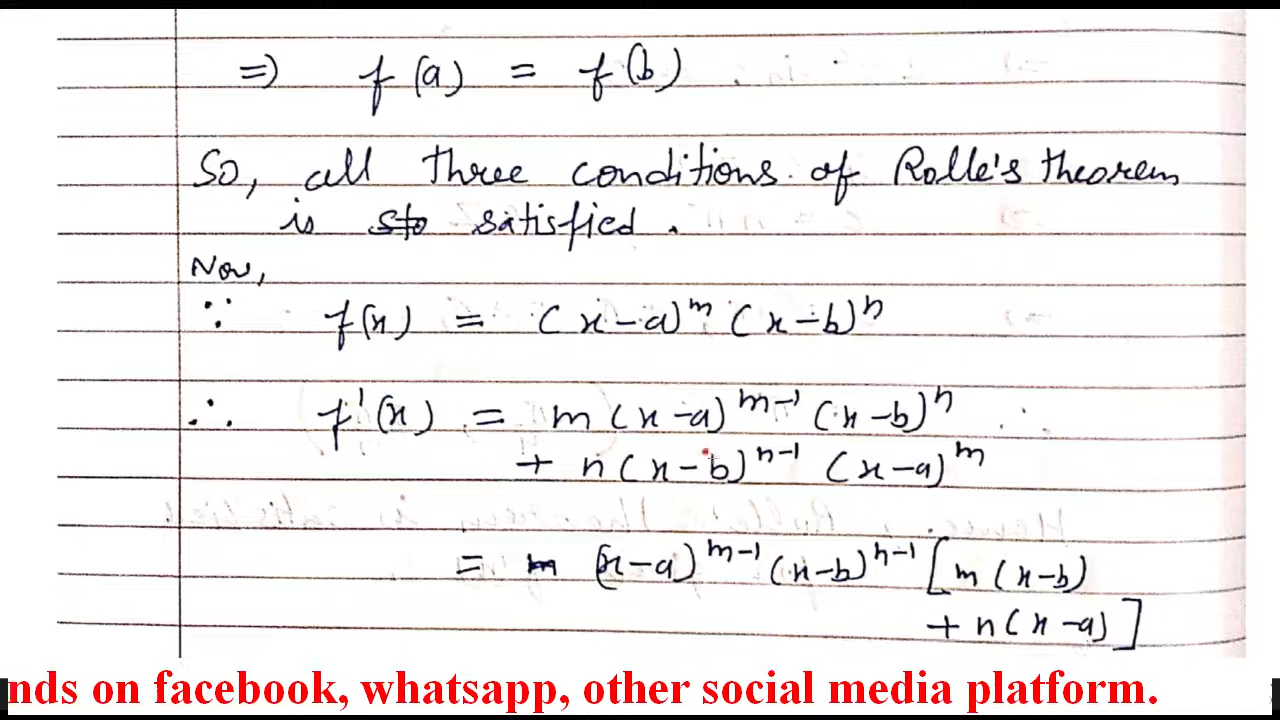 =) f(a) = f(b)
So, all three conditions of Rolle's theorem
is satisfied.
Now,
∵ f(x) = (x-a)^m (x-b)^n
∴ f'(x) = m(x-a)^{m-1} (x-b)^n
+ n(x-b)^{n-1} (x-a)^m
= (x-a)^{m-1} (x-b)^{n-1} [m(x-b)
+ n(x-a)]
nds on facebook, whatsapp, other social media platform.